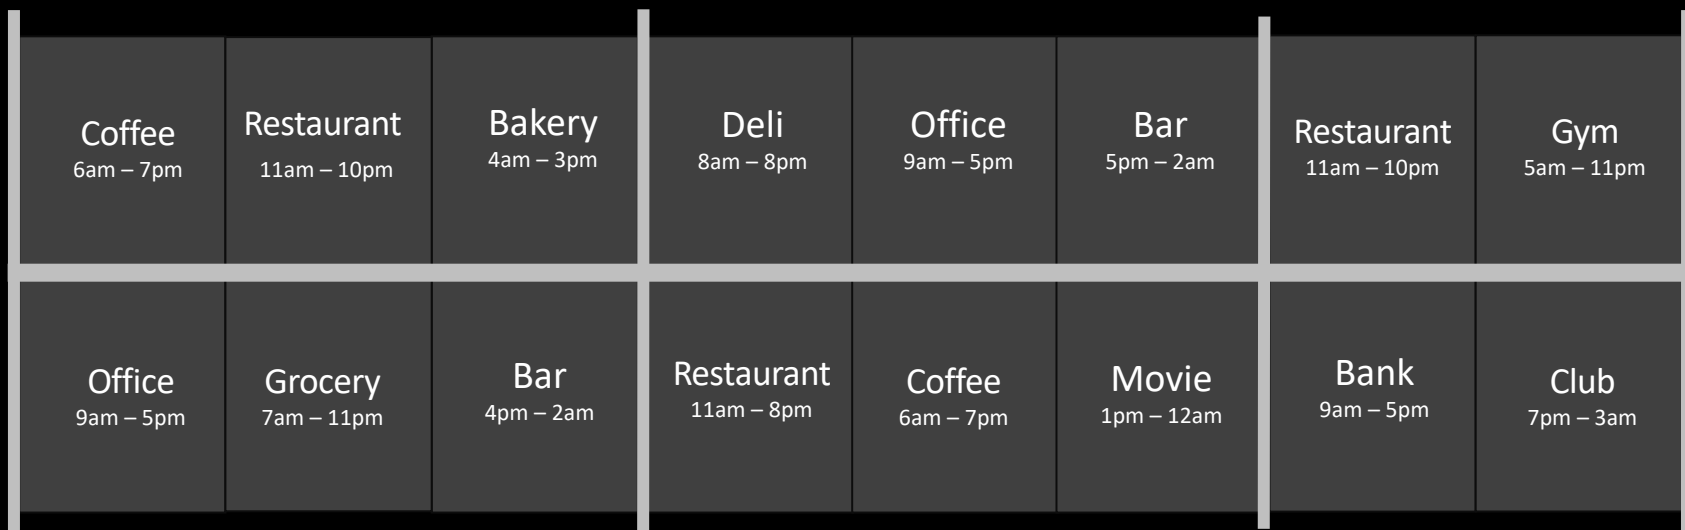 Coffee
6am – 7pm
Restaurant
11am – 10pm
Bakery
4am – 3pm
Deli
8am – 8pm
Office
9am – 5pm
Bar
5pm – 2am
Restaurant
11am – 10pm
Gym
5am – 11pm
Office
9am – 5pm
Grocery
7am – 11pm
Bar
4pm – 2am
Restaurant
11am – 8pm
Coffee
6am – 7pm
Movie
1pm – 12am
Bank
9am – 5pm
Club
7pm – 3am